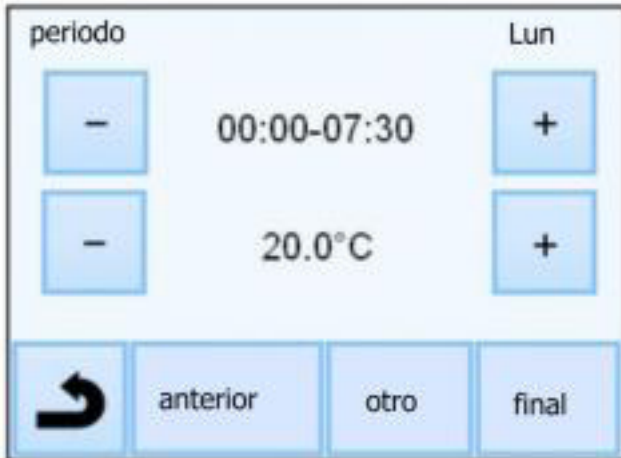 periodo Lun
- 00:00-07:30 +
- 20.0°C +
anterior otro final